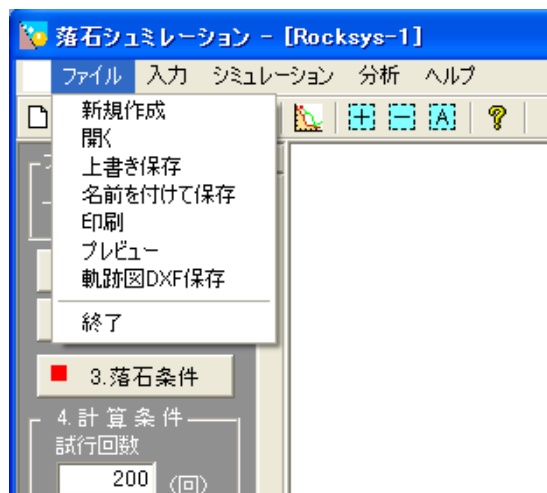 落石シュミレーション - [Rocksys-1]
ファイル 入力 シミュレーション 分析 ヘルプ
新規作成
開く
上書き保存
名前を付けて保存
印刷
プレビュー
軌跡図DXF保存
終了
3.落石条件
4.計算条件
試行回数
200 (回)